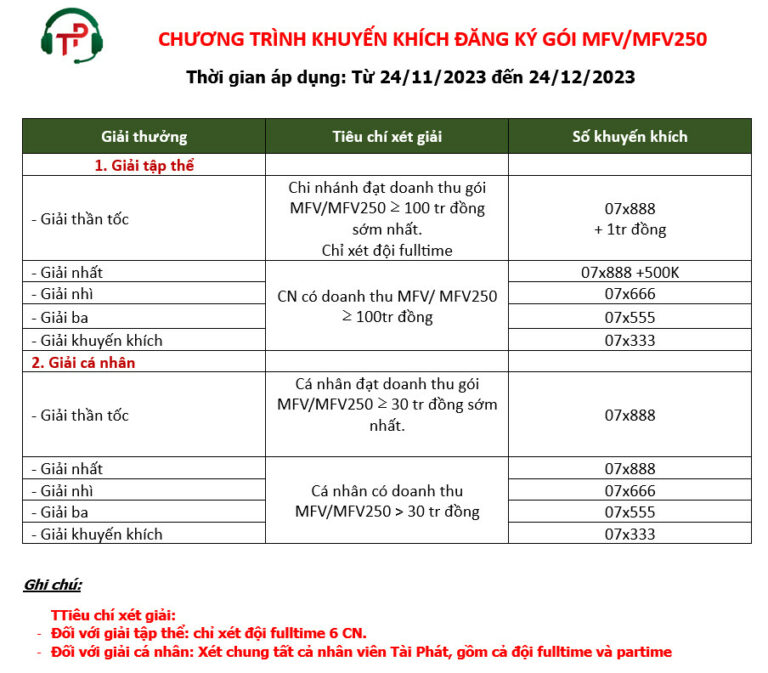 TP
CHƯƠNG TRÌNH KHUYẾN KHÍCH ĐĂNG KÝ GÓI MFV/MFV250
Thời gian áp dụng: Từ 24/11/2023 đến 24/12/2023
Giải thưởng Tiêu chí xét giải Số khuyến khích
1. Giải tập thể
- Giải thần tốc
Chi nhánh đạt doanh thu gói
MFV/MFV250 ≥ 100 tr đồng
sớm nhất.
Chỉ xét đội fulltime
07x888
+ 1tr đồng
- Giải nhất 07x888 +500K
- Giải nhì 07x666
- Giải ba 07x555
- Giải khuyến khích 07x333
CN có doanh thu MFV/ MFV250
≥ 100tr đồng
2. Giải cá nhân
- Giải thần tốc
Cá nhân đạt doanh thu gói
MFV/MFV250 ≥ 30 tr đồng sớm
nhất.
07x888
- Giải nhất 07x888
- Giải nhì 07x666
- Giải ba 07x555
- Giải khuyến khích 07x333
Cá nhân có doanh thu
MFV/MFV250 > 30 tr đồng
Ghi chú:
TTiêu chí xét giải:
- Đối với giải tập thể: chỉ xét đội fulltime 6 CN.
- Đối với giải cá nhân: Xét chung tất cả nhân viên Tài Phát, gồm cả đội fulltime và partime